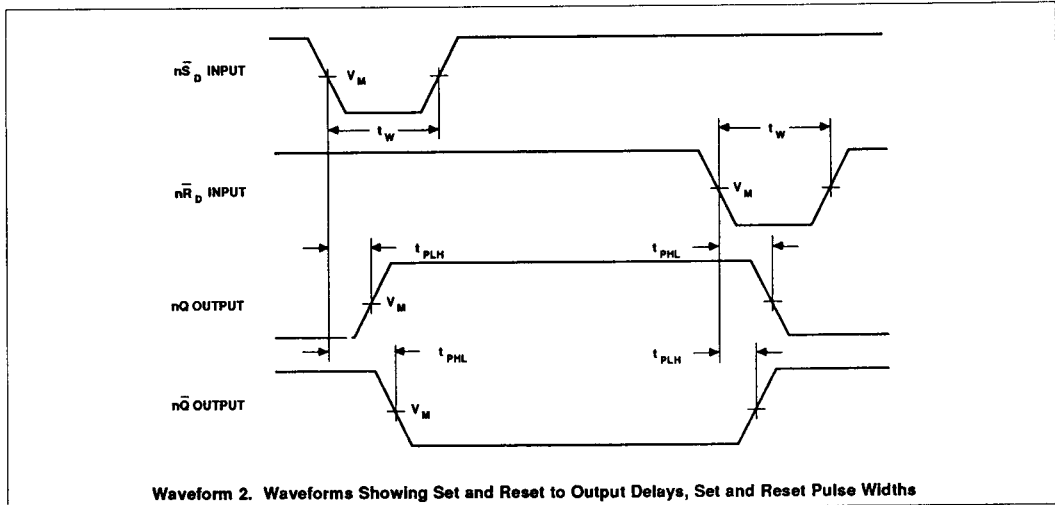 nS̅D INPUT
VM
tW
tW
nR̅D INPUT
VM
tPLH
tPHL
nQ OUTPUT
VM
tPHL
tPLH
nQ̅ OUTPUT
VM
Waveform 2. Waveforms Showing Set and Reset to Output Delays, Set and Reset Pulse Widths